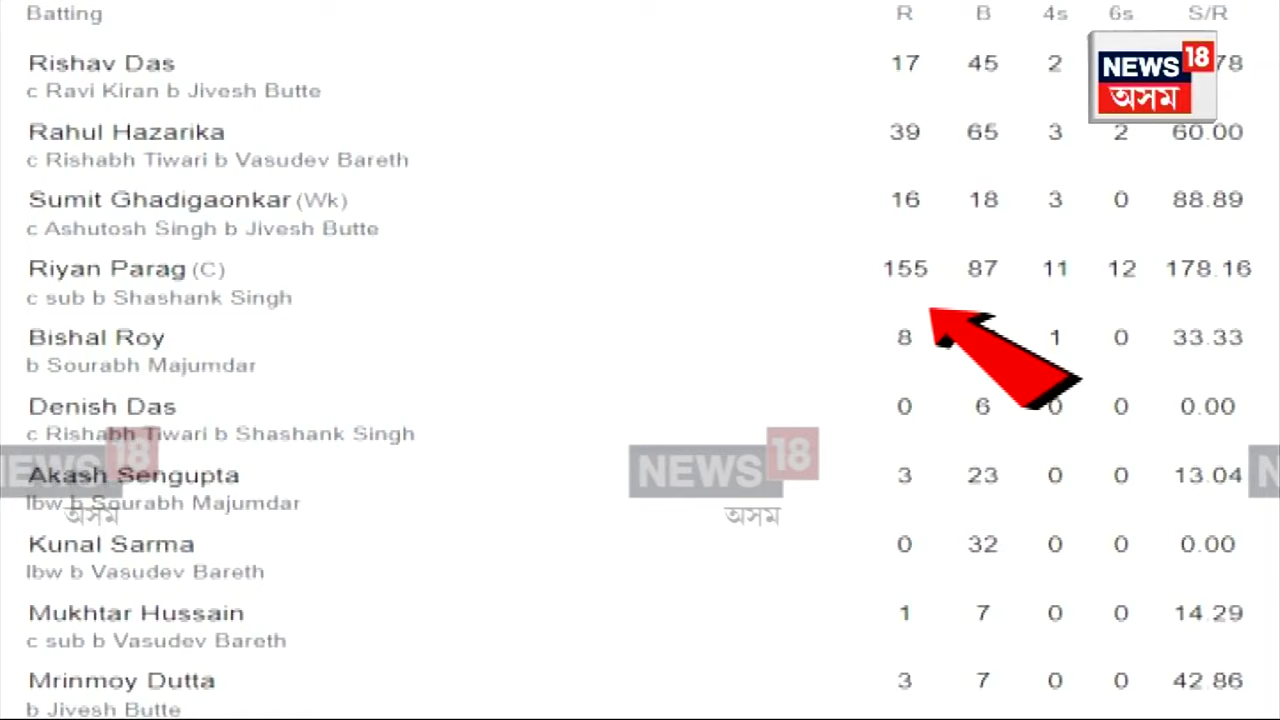 Batting R B 4s 6s S/R
Rishav Das 17 45 2 78
c Ravi Kiran b Jivesh Butte
NEWS 18
অসম
Rahul Hazarika 39 65 3 2 60.00
c Rishabh Tiwari b Vasudev Bareth
Sumit Ghadigaonkar (Wk) 16 18 3 0 88.89
c Ashutosh Singh b Jivesh Butte
Riyan Parag (C) 155 87 11 12 178.16
c sub b Shashank Singh
Bishal Roy 8 1 0 33.33
b Sourabh Majumdar
Denish Das 0 6 0 0 0.00
c Rishabh Tiwari b Shashank Singh
NEWS 18
Akash Sengupta 3 23 0 0 13.04
lbw b Sourabh Majumdar
অসম
অসম
Kunal Sarma 0 32 0 0 0.00
lbw b Vasudev Bareth
Mukhtar Hussain 1 7 0 0 14.29
c sub b Vasudev Bareth
Mrinmoy Dutta 3 7 0 0 42.86
b Jivesh Butte